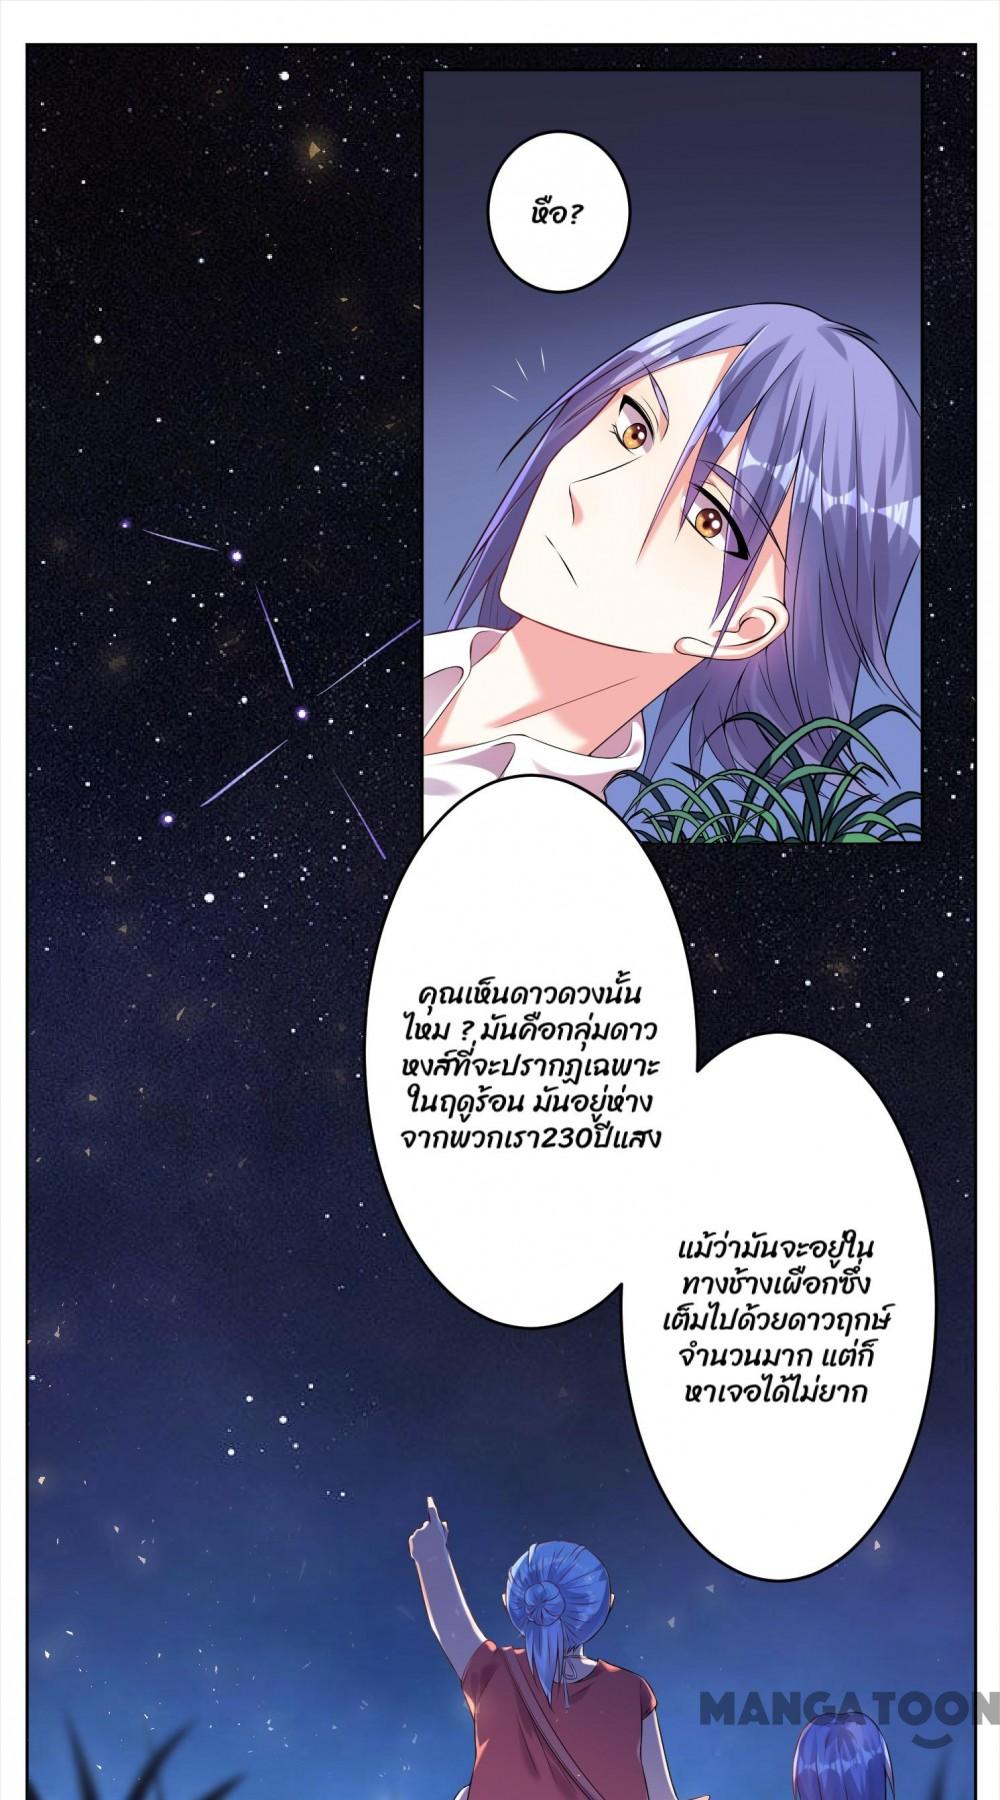 หือ?
คุณเห็นดาวดวงนั้น
ไหม ? มันคือกลุ่มดาว
หงส์ที่จะปรากฏเฉพาะ
ในฤดูร้อน มันอยู่ห่าง
จากพวกเรา230ปีแสง
แม้ว่ามันจะอยู่ใน
ทางช้างเผือกซึ่ง
เต็มไปด้วยดาวฤกษ์
จำนวนมาก แต่ก็
หาเจอได้ไม่ยาก
MANGATOON